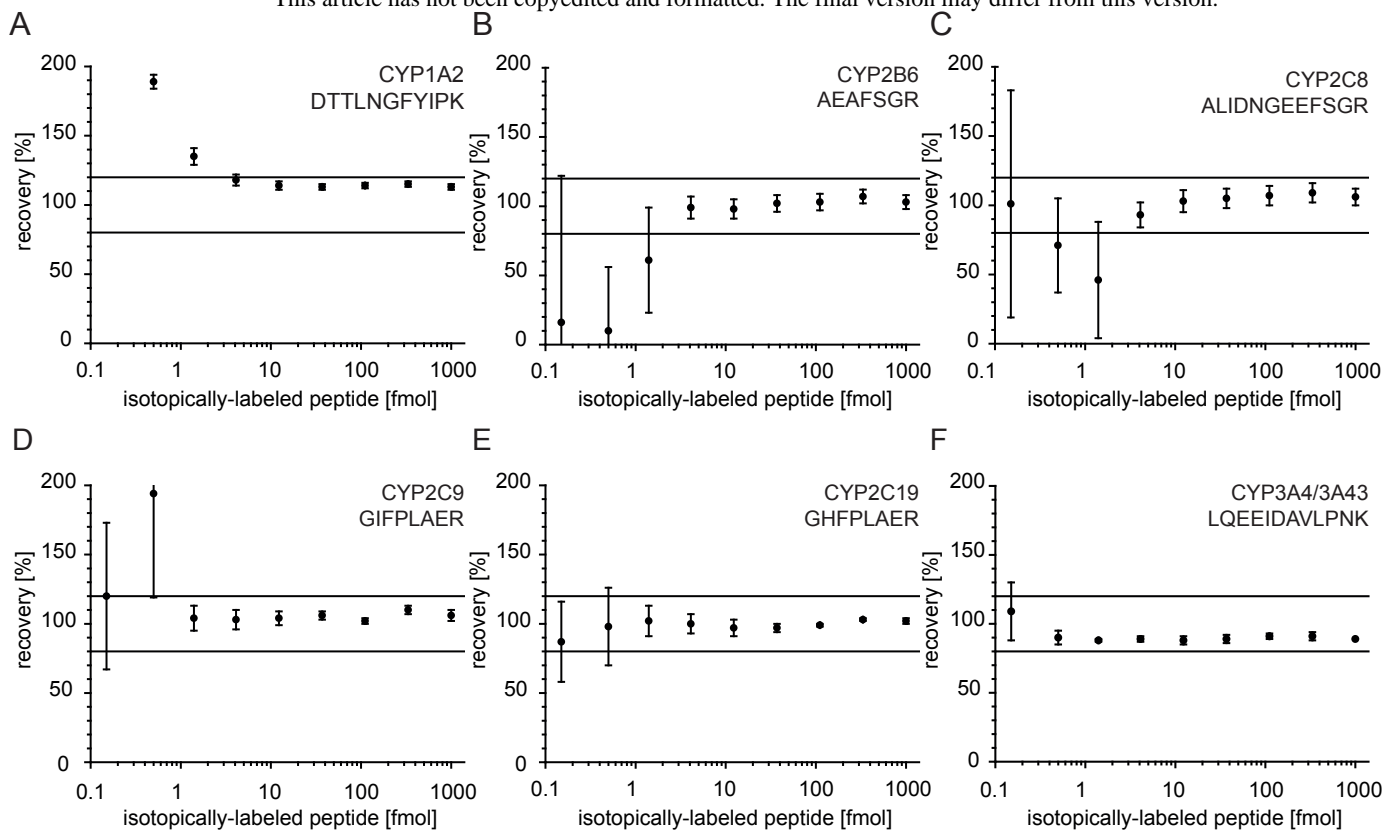 This article has not been copyedited and formatted. The final version may differ from this version.
A
CYP1A2
DTTLNGFYIPK
recovery [%]
200
150
100
50
0
0.1 1 10 100 1000
isotopically-labeled peptide [fmol]
B
CYP2B6
AEAFSGR
recovery [%]
200
150
100
50
0
0.1 1 10 100 1000
isotopically-labeled peptide [fmol]
C
CYP2C8
ALIDNGEEFSGR
recovery [%]
200
150
100
50
0
0.1 1 10 100 1000
isotopically-labeled peptide [fmol]
D
CYP2C9
GIFPLAER
recovery [%]
200
150
100
50
0
0.1 1 10 100 1000
isotopically-labeled peptide [fmol]
E
CYP2C19
GHFPLAER
recovery [%]
200
150
100
50
0
0.1 1 10 100 1000
isotopically-labeled peptide [fmol]
F
CYP3A4/3A43
LQEEIDAVLPNK
recovery [%]
200
150
100
50
0
0.1 1 10 100 1000
isotopically-labeled peptide [fmol]